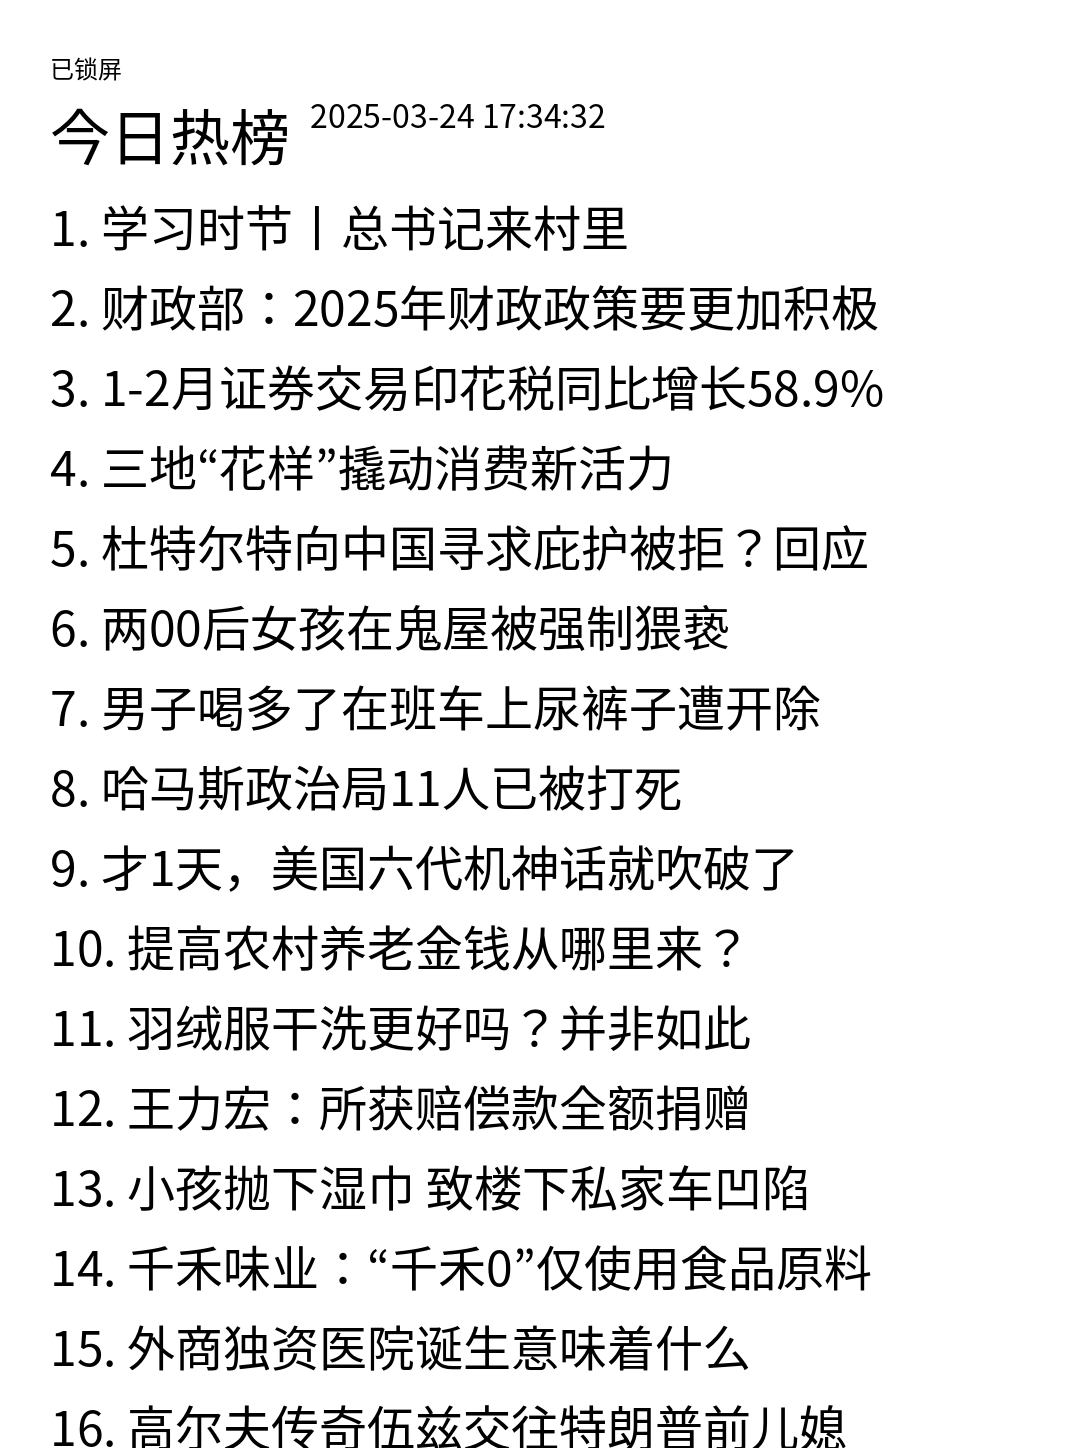 已锁屏
今日热榜 2025-03-24 17:34:32
1. 学习时节丨总书记来村里
2. 财政部：2025年财政政策要更加积极
3. 1-2月证券交易印花税同比增长58.9%
4. 三地“花样”撬动消费新活力
5. 杜特尔特向中国寻求庇护被拒？回应
6. 两00后女孩在鬼屋被强制猥亵
7. 男子喝多了在班车上尿裤子遭开除
8. 哈马斯政治局11人已被打死
9. 才1天，美国六代机神话就吹破了
10. 提高农村养老金钱从哪里来？
11. 羽绒服干洗更好吗？并非如此
12. 王力宏：所获赔偿款全额捐赠
13. 小孩抛下湿巾 致楼下私家车凹陷
14. 千禾味业：“千禾0”仅使用食品原料
15. 外商独资医院诞生意味着什么
16. 高尔夫传奇伍兹交往特朗普前儿媳